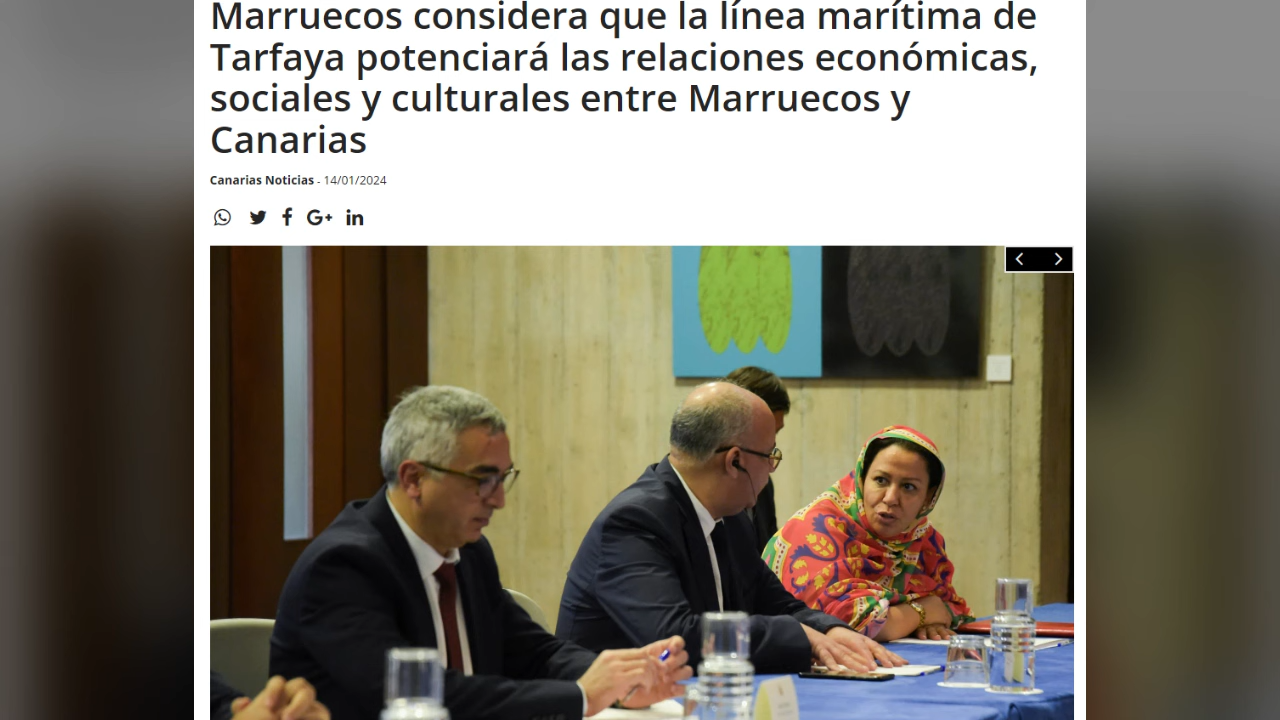 Marruecos considera que la línea marítima de
Tarfaya potenciará las relaciones económicas,
sociales y culturales entre Marruecos y
Canarias
Canarias Noticias - 14/01/2024